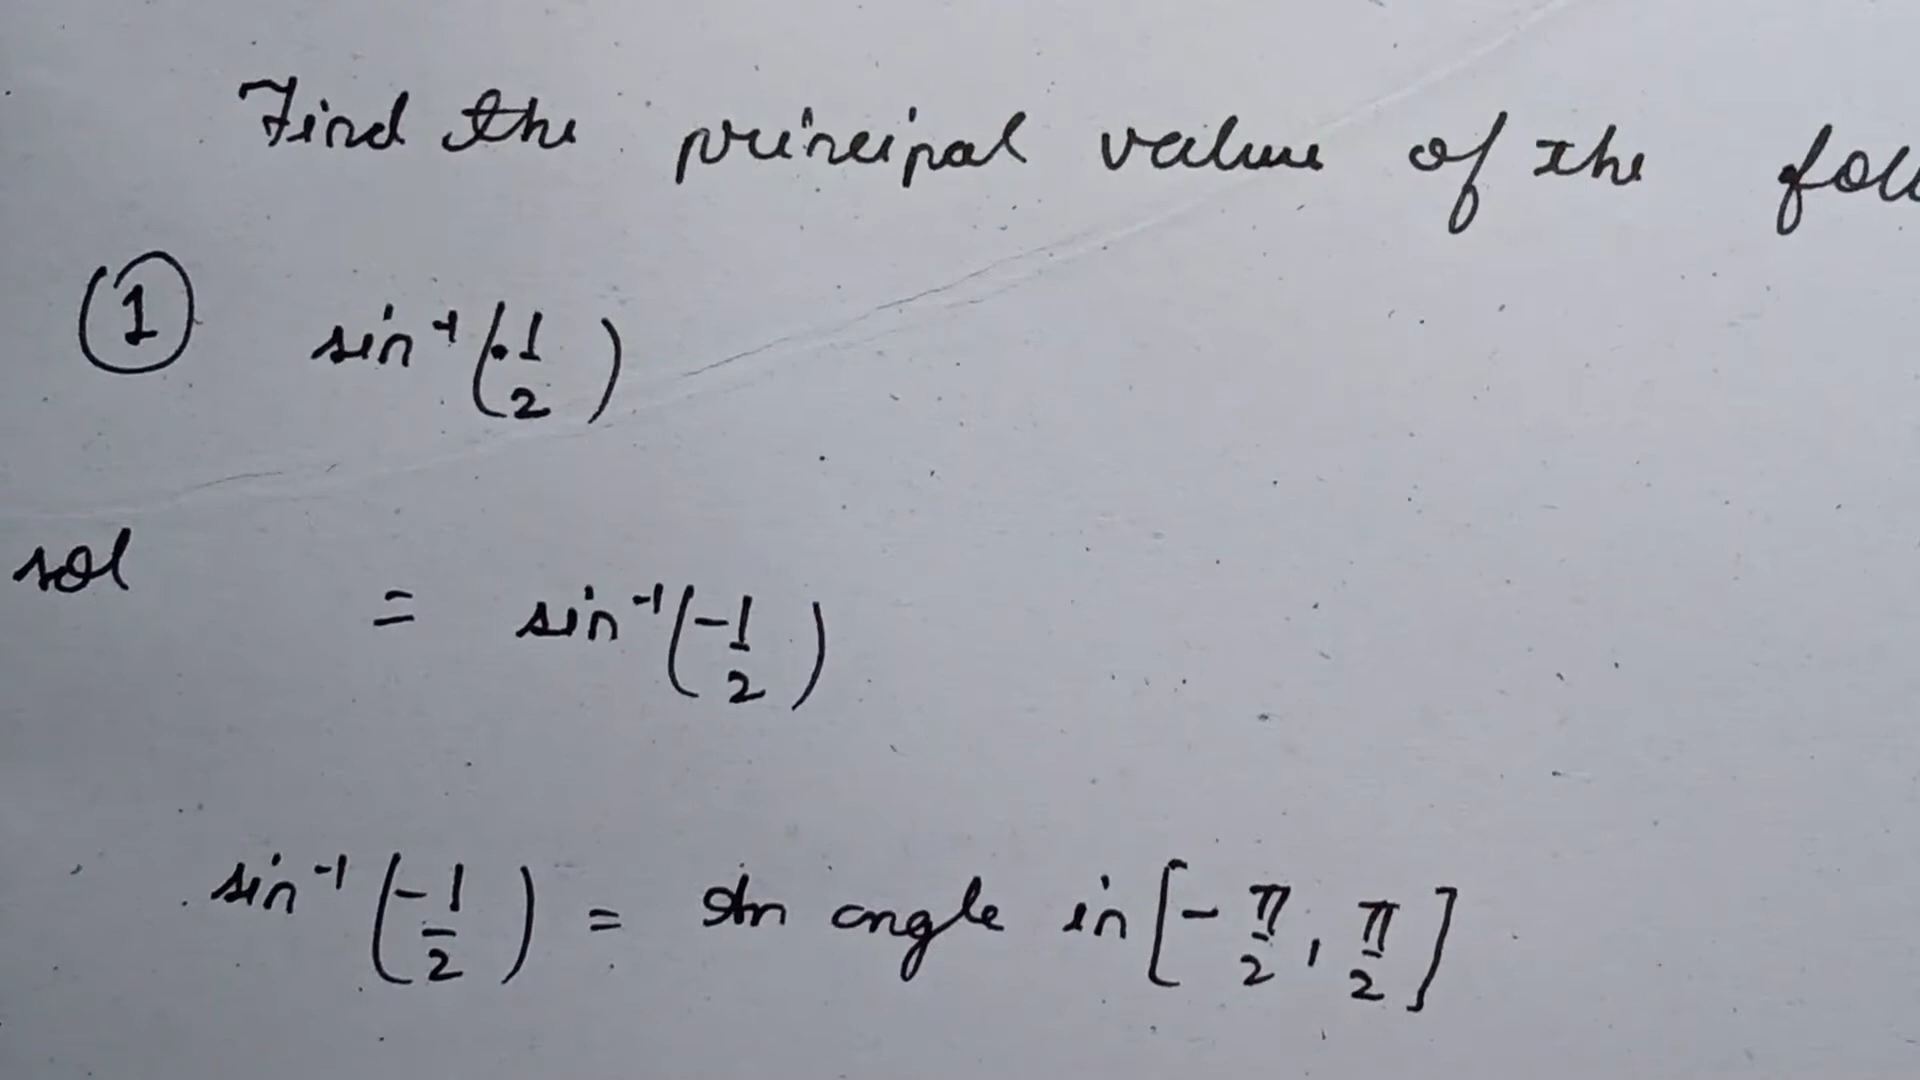 Find the principal value of the foll
① sin⁻¹(-1/2)
sol
= sin⁻¹(-1/2)
sin⁻¹(-1/2) = An angle in [-π/2, π/2]